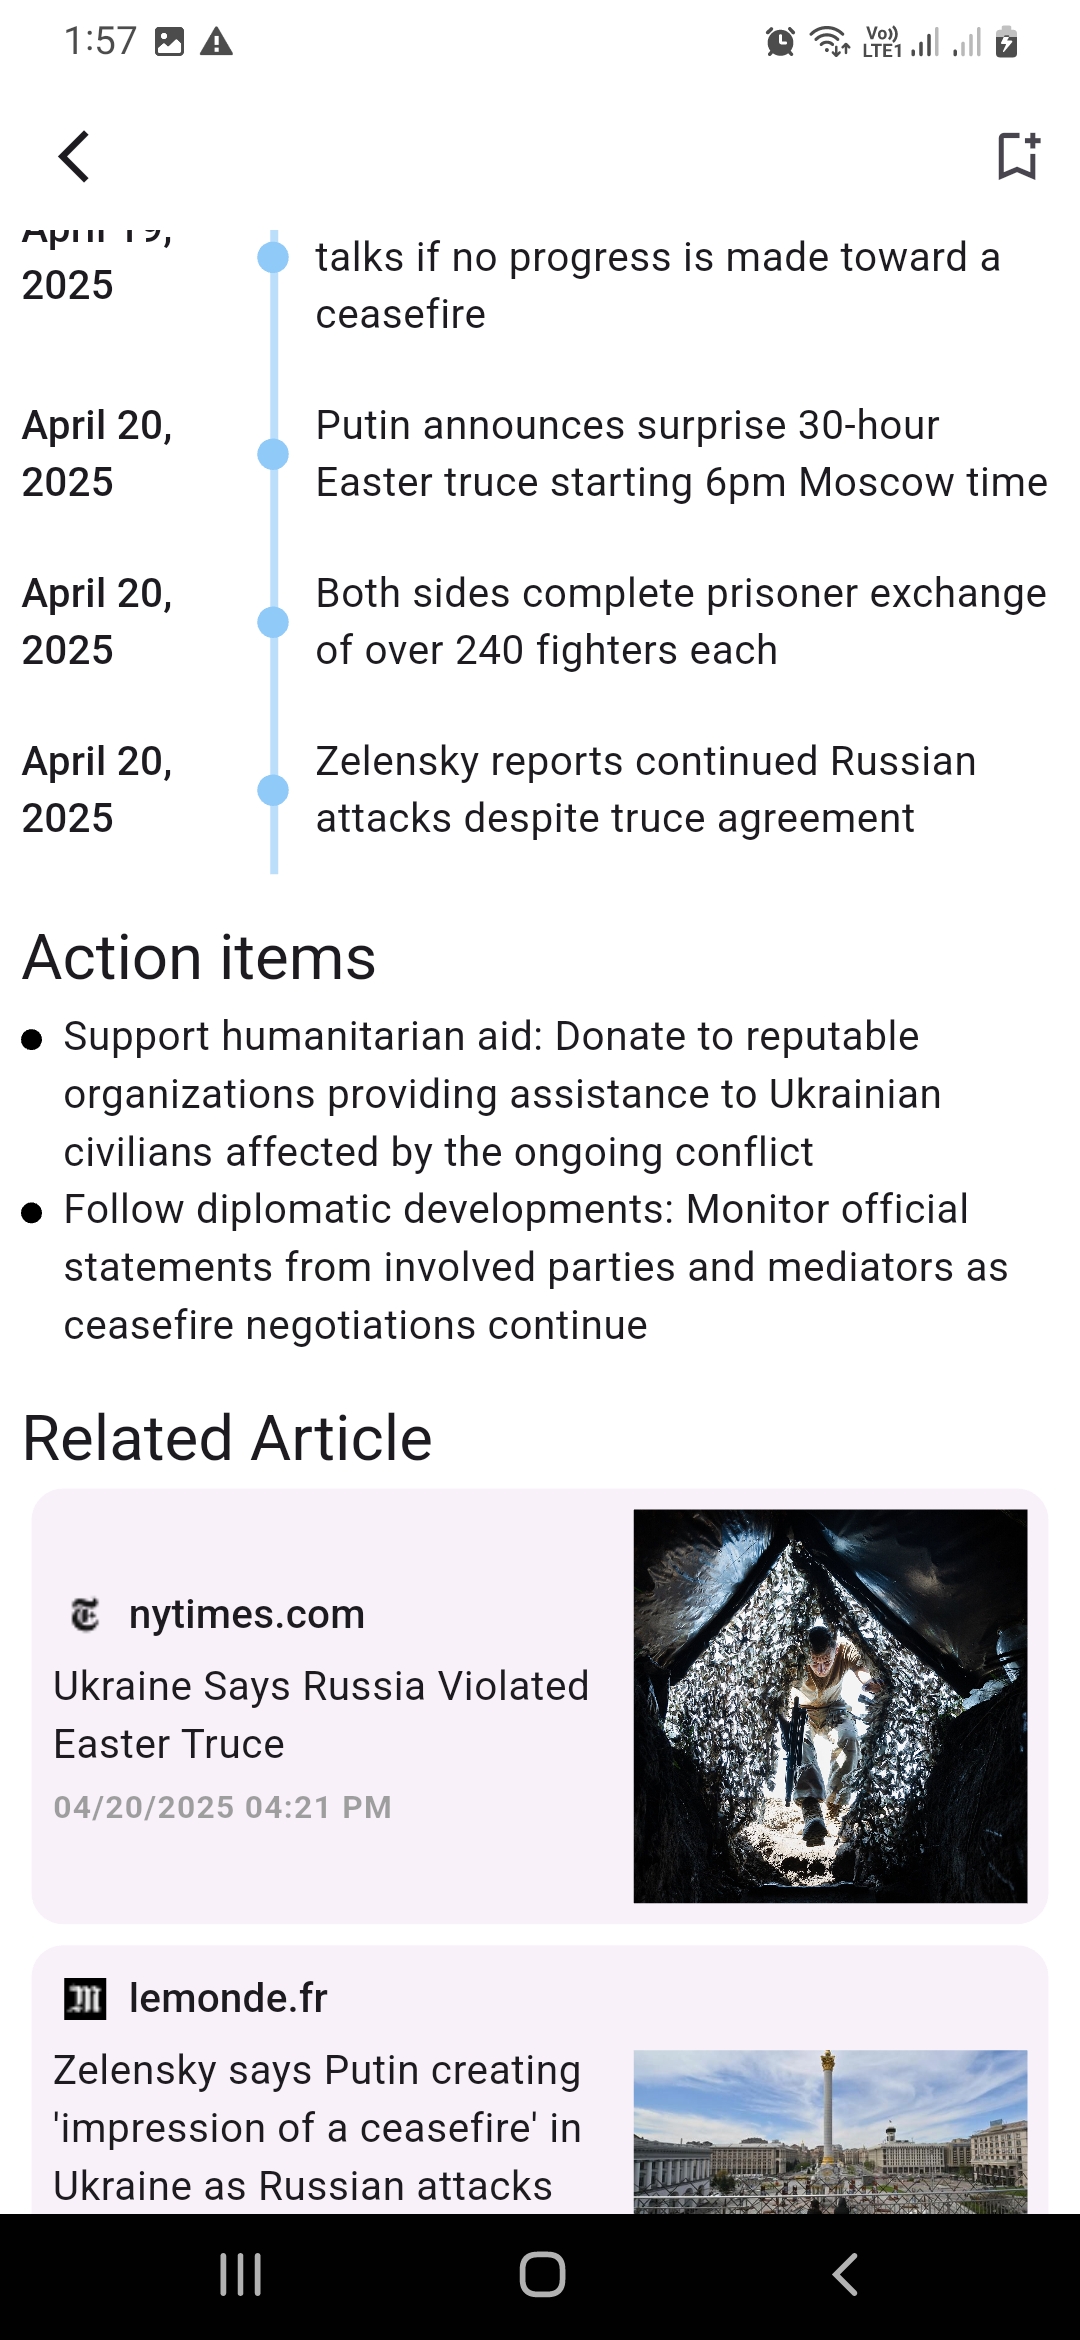 1:57
Vo))
LTE1
April 19,
2025
talks if no progress is made toward a
ceasefire
April 20,
2025
Putin announces surprise 30-hour
Easter truce starting 6pm Moscow time
April 20,
2025
Both sides complete prisoner exchange
of over 240 fighters each
April 20,
2025
Zelensky reports continued Russian
attacks despite truce agreement
Action items
Support humanitarian aid: Donate to reputable
organizations providing assistance to Ukrainian
civilians affected by the ongoing conflict
Follow diplomatic developments: Monitor official
statements from involved parties and mediators as
ceasefire negotiations continue
Related Article
nytimes.com
Ukraine Says Russia Violated
Easter Truce
04/20/2025 04:21 PM
lemonde.fr
Zelensky says Putin creating
'impression of a ceasefire' in
Ukraine as Russian attacks